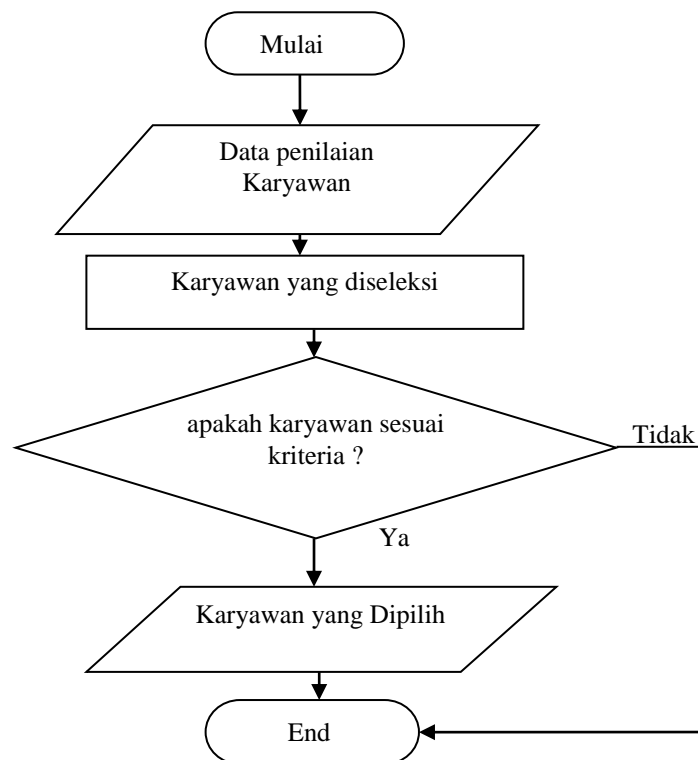 Mulai
Data penilaian
Karyawan
Karyawan yang diseleksi
apakah karyawan sesuai
kriteria ?
Tidak
Ya
Karyawan yang Dipilih
End